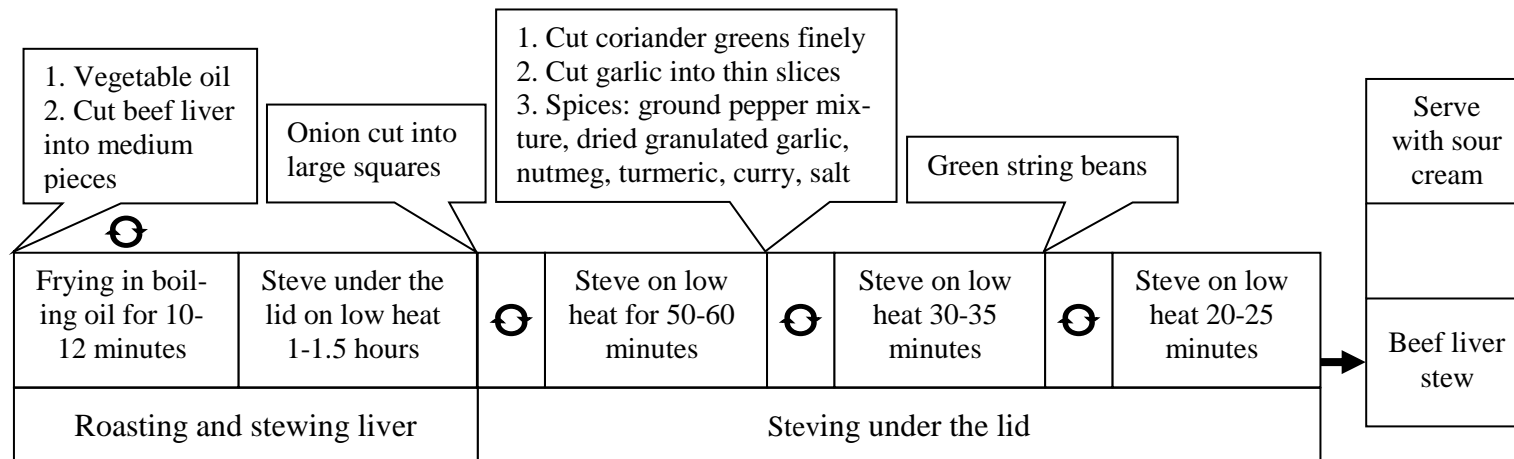 1. Vegetable oil
2. Cut beef liver
into medium
pieces
Onion cut into
large squares
1. Cut coriander greens finely
2. Cut garlic into thin slices
3. Spices: ground pepper mix-
ture, dried granulated garlic,
nutmeg, turmeric, curry, salt
Green string beans
Serve
with sour
cream
Frying in boil-
ing oil for 10-
12 minutes
Steve under the
lid on low heat
1-1.5 hours
Steve on low
heat for 50-60
minutes
Steve on low
heat 30-35
minutes
Steve on low
heat 20-25
minutes
Beef liver
stew
Roasting and stewing liver
Steving under the lid